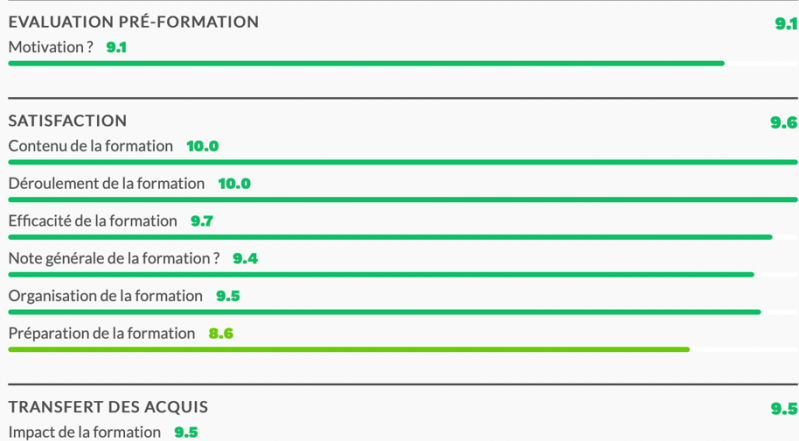 EVALUATION PRÉ-FORMATION 9.1
Motivation ? 9.1
SATISFACTION 9.6
Contenu de la formation 10.0
Déroulement de la formation 10.0
Efficacité de la formation 9.7
Note générale de la formation ? 9.4
Organisation de la formation 9.5
Préparation de la formation 8.6
TRANSFERT DES ACQUIS 9.5
Impact de la formation 9.5